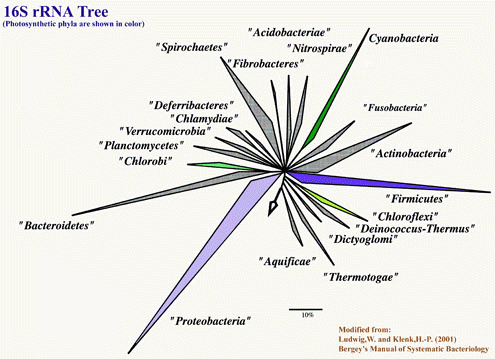 16S rRNA Tree
(Photosynthetic phyla are shown in color)
"Acidobacteriae"
Cyanobacteria
"Spirochaetes"
"Nitrospirae"
"Fibrobacteres"
"Deferribacteres"
"Fusobacteria"
"Chlamydiae"
"Verrucomicrobia"
"Planctomycetes"
"Actinobacteria"
"Chlorobi"
"Firmicutes"
"Chloroflexi"
"Bacteroidetes"
"Deinococcus-Thermus"
"Dictyoglomi"
"Aquificae"
"Thermotogae"
"Proteobacteria"
10%
Modified from:
Ludwig,W. and Klenk,H.-P. (2001)
Bergey's Manual of Systematic Bacteriology